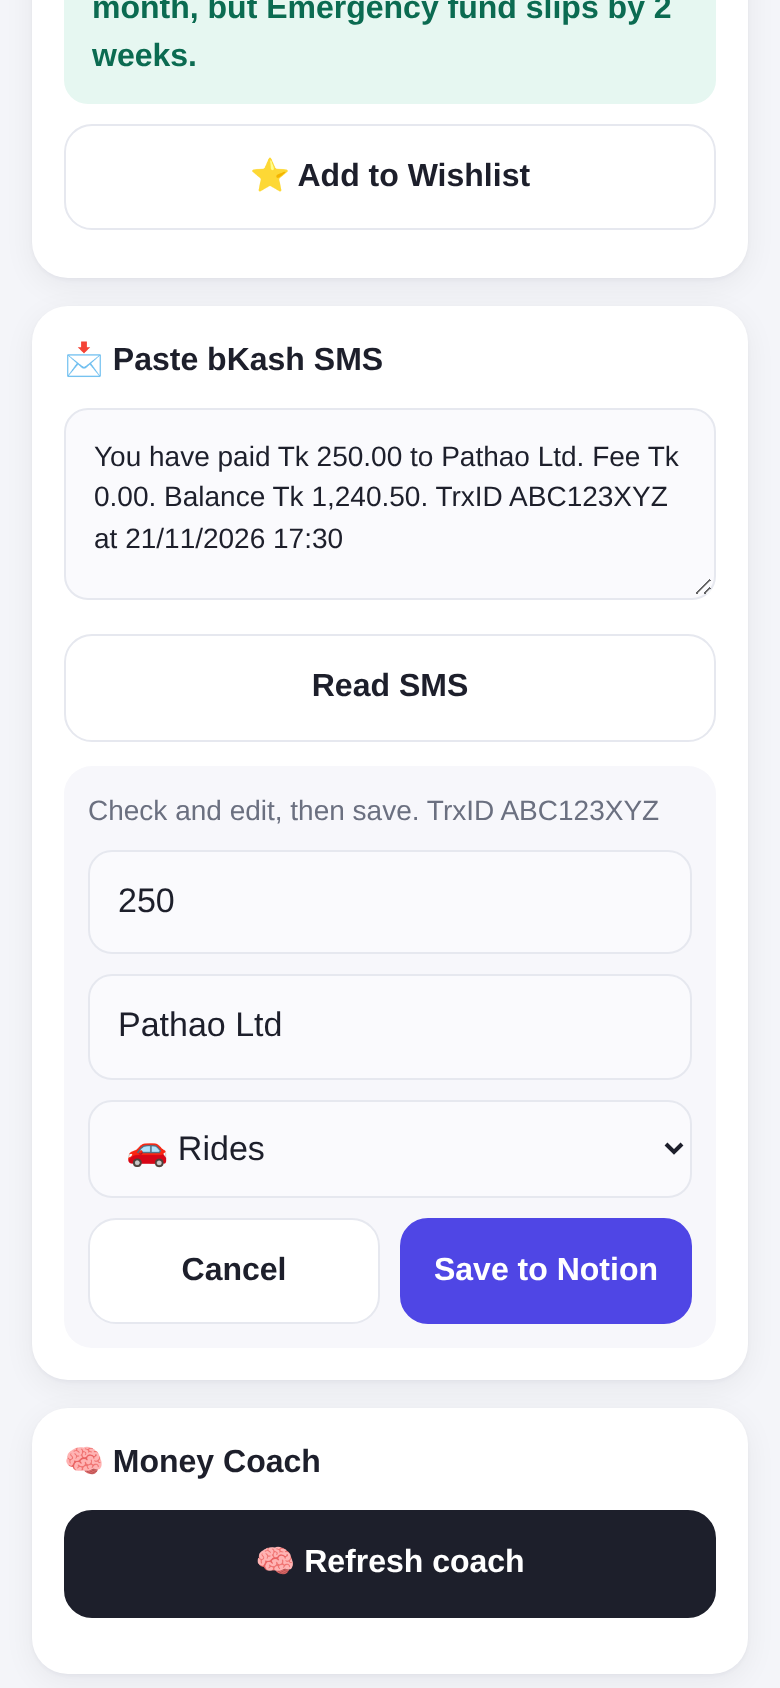 month, but Emergency fund slips by 2
weeks.
⭐ Add to Wishlist
📩 Paste bKash SMS
You have paid Tk 250.00 to Pathao Ltd. Fee Tk
0.00. Balance Tk 1,240.50. TrxID ABC123XYZ
at 21/11/2026 17:30
Read SMS
Check and edit, then save. TrxID ABC123XYZ
250
Pathao Ltd
🚗 Rides
Cancel
Save to Notion
🧠 Money Coach
🧠 Refresh coach